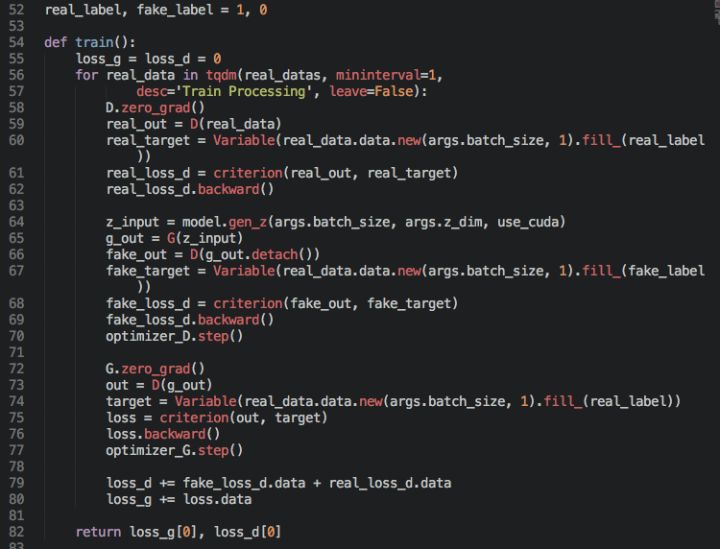 52 real_label, fake_label = 1, 0
53
54 def train():
55 loss_g = loss_d = 0
56 for real_data in tqdm(real_datas, mininterval=1,
57 desc='Train Processing', leave=False):
58 D.zero_grad()
59 real_out = D(real_data)
60 real_target = Variable(real_data.data.new(args.batch_size, 1).fill_(real_label
))
61 real_loss_d = criterion(real_out, real_target)
62 real_loss_d.backward()
63
64 z_input = model.gen_z(args.batch_size, args.z_dim, use_cuda)
65 g_out = G(z_input)
66 fake_out = D(g_out.detach())
67 fake_target = Variable(real_data.data.new(args.batch_size, 1).fill_(fake_label
))
68 fake_loss_d = criterion(fake_out, fake_target)
69 fake_loss_d.backward()
70 optimizer_D.step()
71
72 G.zero_grad()
73 out = D(g_out)
74 target = Variable(real_data.data.new(args.batch_size, 1).fill_(real_label))
75 loss = criterion(out, target)
76 loss.backward()
77 optimizer_G.step()
78
79 loss_d += fake_loss_d.data + real_loss_d.data
80 loss_g += loss.data
81
82 return loss_g[0], loss_d[0]
83